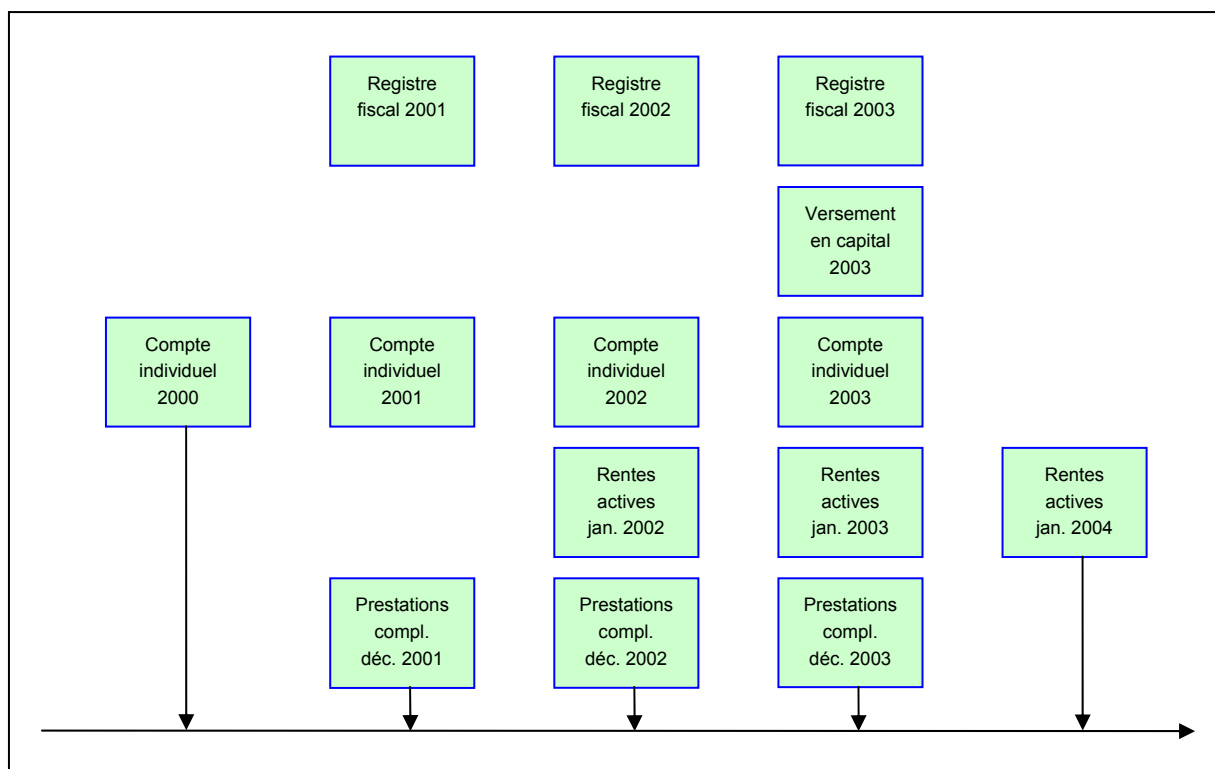 Registre
fiscal 2001
Registre
fiscal 2002
Registre
fiscal 2003
Versement
en capital
2003
Compte
individuel
2000
Compte
individuel
2001
Compte
individuel
2002
Compte
individuel
2003
Rentes
actives
jan. 2002
Rentes
actives
jan. 2003
Rentes
actives
jan. 2004
Prestations
compl.
déc. 2001
Prestations
compl.
déc. 2002
Prestations
compl.
déc. 2003